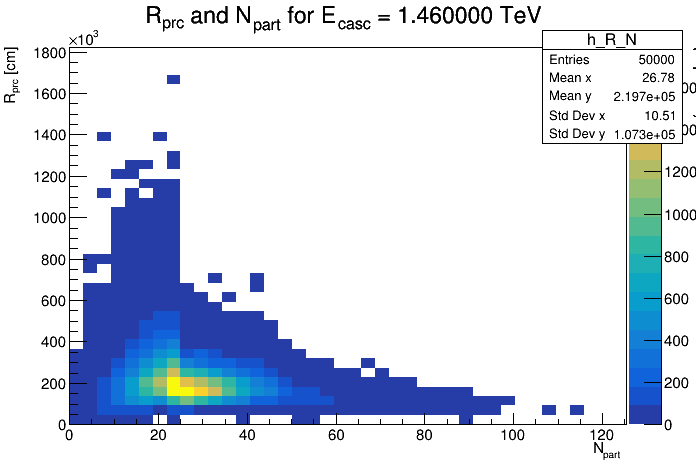 R_prc and N_part for E_casc = 1.460000 TeV
×10³
h_R_N
Entries 50000
Mean x 26.78
Mean y 2.197e+05
Std Dev x 10.51
Std Dev y 1.073e+05
R_prc [cm]
1800
1600
1400
1200
1000
800
600
400
200
0
0 20 40 60 80 100 120
N_part
1200
1000
800
600
400
200
0